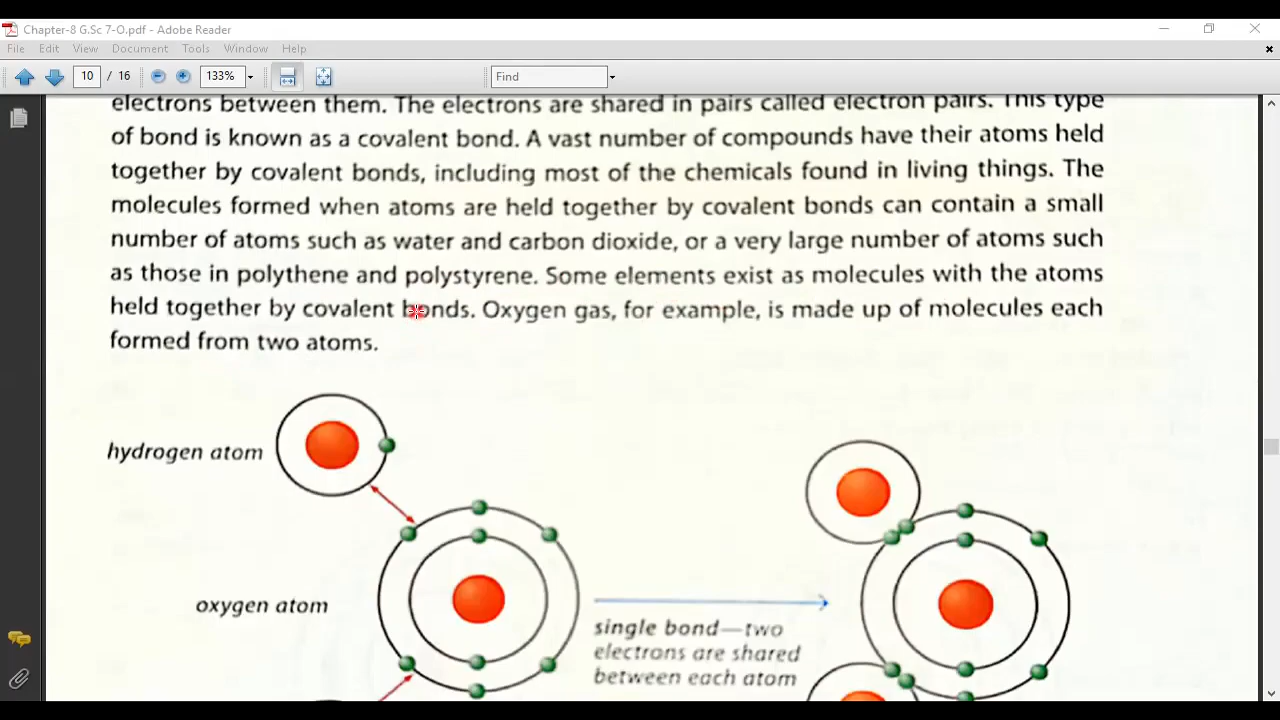 Chapter-8 G.Sc 7-O.pdf - Adobe Reader
File Edit View Document Tools Window Help
10 / 16 133% Find
electrons between them. The electrons are shared in pairs called electron pairs. This type
of bond is known as a covalent bond. A vast number of compounds have their atoms held
together by covalent bonds, including most of the chemicals found in living things. The
molecules formed when atoms are held together by covalent bonds can contain a small
number of atoms such as water and carbon dioxide, or a very large number of atoms such
as those in polythene and polystyrene. Some elements exist as molecules with the atoms
held together by covalent bonds. Oxygen gas, for example, is made up of molecules each
formed from two atoms.
hydrogen atom
oxygen atom
single bond—two
electrons are shared
between each atom